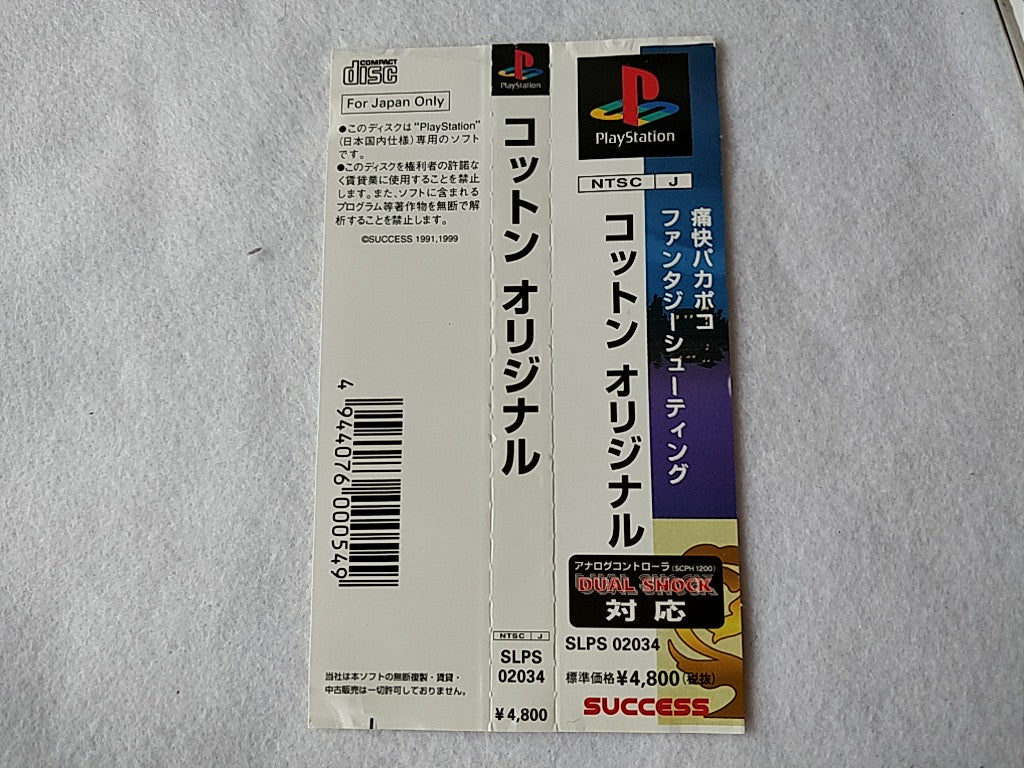 COMPACT
disc
For Japan Only
●このディスクは“PlayStation”
(日本国内仕様)専用のソフト
です。
●このディスクを権利者の許諾な
く賃貸業に使用することを禁止
します。また、ソフトに含まれる
プログラム等著作物を無断で解
析することを禁止します。
©SUCCESS 1991,1999
4 944076 000549
当社は本ソフトの無断複製・賃貸・
中古販売は一切許可しておりません。
PlayStation
コットン オリジナル
NTSC J
SLPS
02034
¥4,800
PlayStation
NTSC J
痛快パカポコ
ファンタジーシューティング
コットン オリジナル
アナログコントローラ(SCPH 1200)
DUAL SHOCK
対応
SLPS 02034
標準価格¥4,800(税抜)
SUCCESS